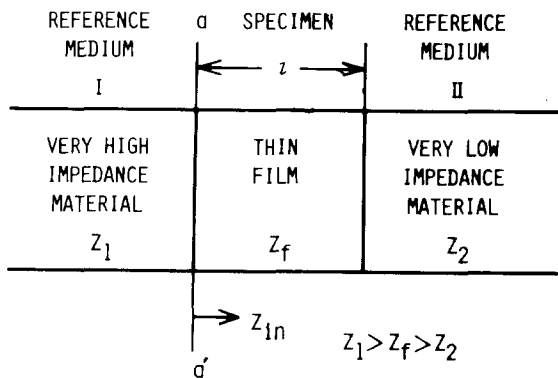 REFERENCE MEDIUM I
a SPECIMEN
l
REFERENCE MEDIUM II
VERY HIGH IMPEDANCE MATERIAL
Z1
THIN FILM
Zf
VERY LOW IMPEDANCE MATERIAL
Z2
Zin
Z1>Zf>Z2
a'